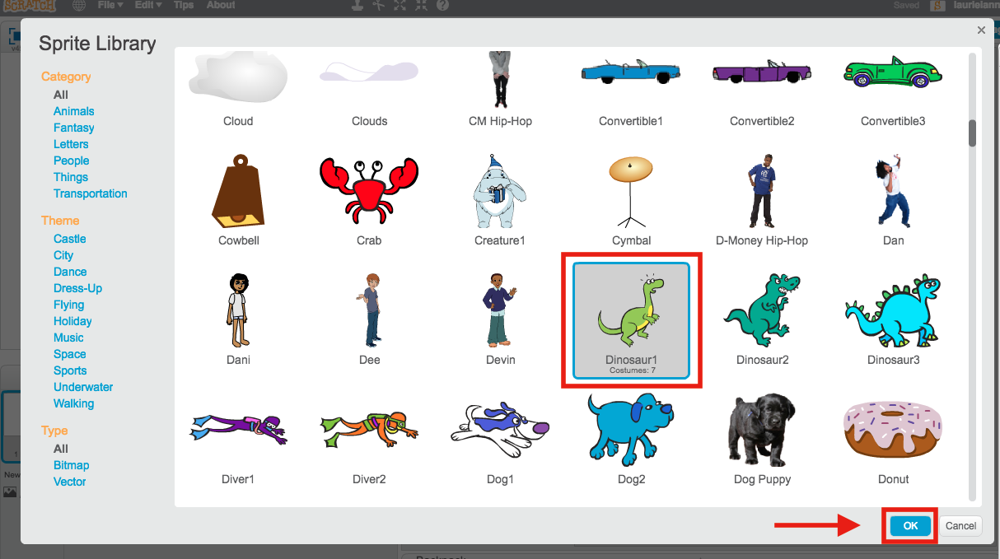 SCRATCH File Edit Tips About Saved S laurieiann
Sprite Library
Category
All
Animals
Fantasy
Letters
People
Things
Transportation
Theme
Castle
City
Dance
Dress-Up
Flying
Holiday
Music
Space
Sports
Underwater
Walking
Type
All
Bitmap
Vector
Cloud Clouds CM Hip-Hop Convertible1 Convertible2 Convertible3
Cowbell Crab Creature1 Cymbal D-Money Hip-Hop Dan
Dani Dee Devin Dinosaur1 Dinosaur2 Dinosaur3
Costumes: 7
Diver1 Diver2 Dog1 Dog2 Dog Puppy Donut
OK Cancel
1
New